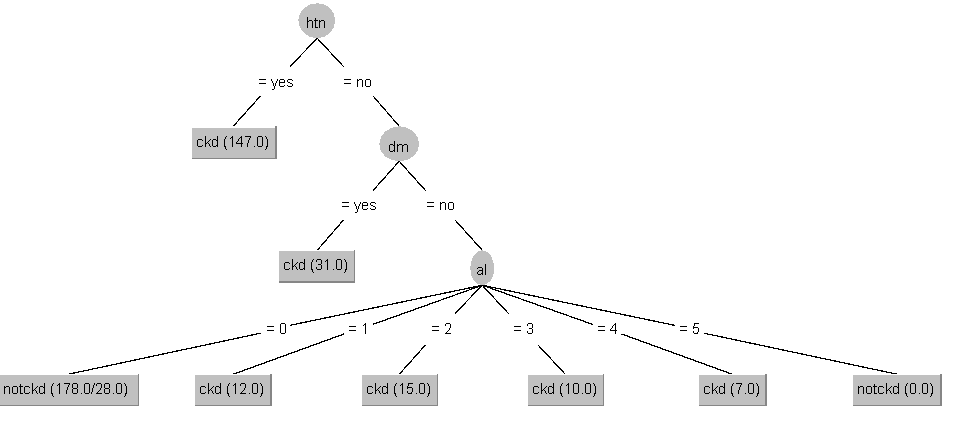 htn
= yes
= no
ckd (147.0)
dm
= yes
= no
ckd (31.0)
al
= 0
= 1
= 2
= 3
= 4
= 5
notckd (178.0/28.0)
ckd (12.0)
ckd (15.0)
ckd (10.0)
ckd (7.0)
notckd (0.0)